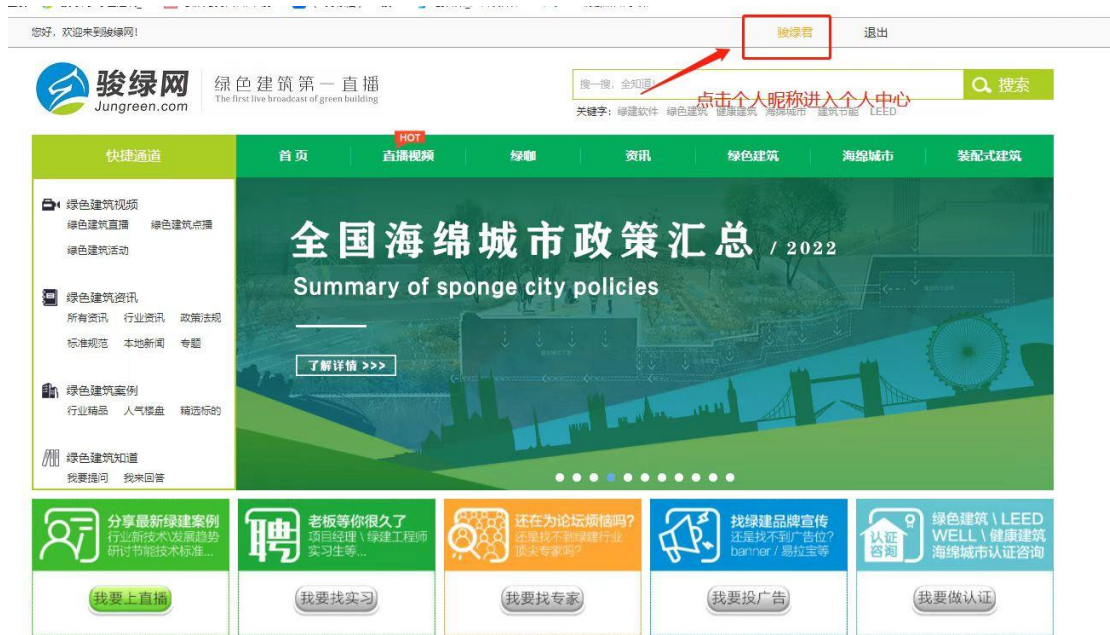 您好，欢迎来到骏绿网!
骏绿君
退出
骏绿网
Jungreen.com
绿色建筑第一直播
The first live broadcast of green building
搜一搜，全知道!
搜索
点击个人昵称进入个人中心
关键字: 绿建软件 绿色建筑 健康建筑 海绵城市 建筑节能 LEED
HOT
快捷通道 首页 直播视频 绿咖 资讯 绿色建筑 海绵城市 装配式建筑
绿色建筑视频
绿色建筑直播 绿色建筑点播
绿色建筑活动
绿色建筑资讯
所有资讯 行业资讯 政策法规
标准规范 本地新闻 专题
绿色建筑案例
行业精品 人气楼盘 精选标的
绿色建筑知道
我要提问 我来回答
全国海绵城市政策汇总 / 2022
Summary of sponge city policies
了解详情 >>>
分享最新绿建案例
行业新技术\发展趋势
研讨节能技术标准...
我要上直播
聘
老板等你很久了
项目经理 \ 绿建工程师
实习生等...
我要找实习
还在为论坛烦恼吗?
还是找不到绿建行业
顶尖专家吗?
我要找专家
找绿建品牌宣传
还是找不到广告位?
banner / 易拉宝等
我要投广告
认证
咨询
绿色建筑 \ LEED
WELL \ 健康建筑
海绵城市认证咨询
我要做认证